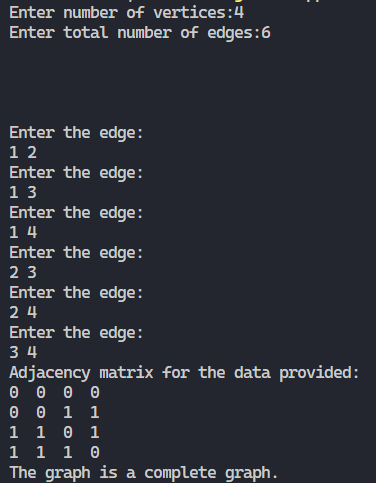 Enter number of vertices:4
Enter total number of edges:6
Enter the edge:
1 2
Enter the edge:
1 3
Enter the edge:
1 4
Enter the edge:
2 3
Enter the edge:
2 4
Enter the edge:
3 4
Adjacency matrix for the data provided:
0 0 0 0
0 0 1 1
1 1 0 1
1 1 1 0
The graph is a complete graph.